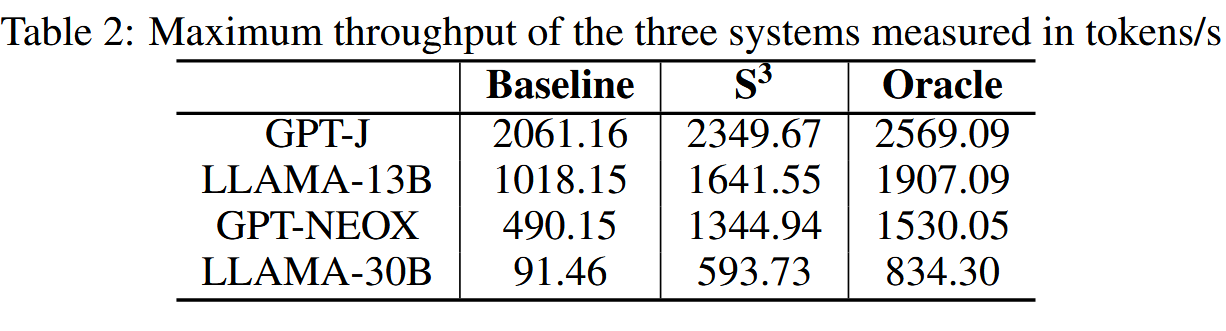 Table 2: Maximum throughput of the three systems measured in tokens/s
Baseline S³ Oracle
GPT-J 2061.16 2349.67 2569.09
LLAMA-13B 1018.15 1641.55 1907.09
GPT-NEOX 490.15 1344.94 1530.05
LLAMA-30B 91.46 593.73 834.30